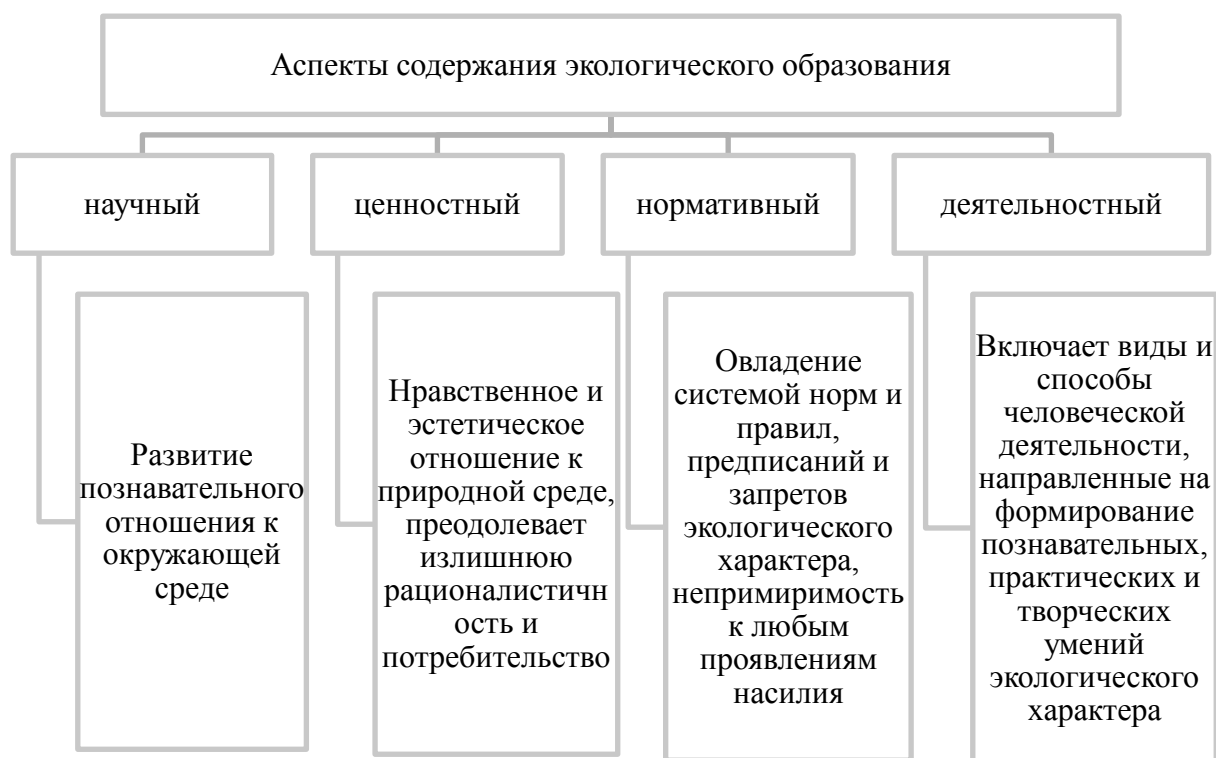 Аспекты содержания экологического образования
научный
ценностный
нормативный
деятельностный
Развитие
познавательного
отношения к
окружающей
среде
Нравственное и
эстетическое
отношение к
природной среде,
преодолевает
излишнюю
рационалистичн
ость и
потребительство
Овладение
системой норм и
правил,
предписаний и
запретов
экологического
характера,
непримиримость
к любым
проявлениям
насилия
Включает виды и
способы
человеческой
деятельности,
направленные на
формирование
познавательных,
практических и
творческих
умений
экологического
характера